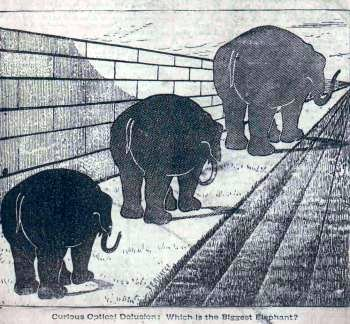 Curious Optical Delusion: Which is the Biggest Elephant?